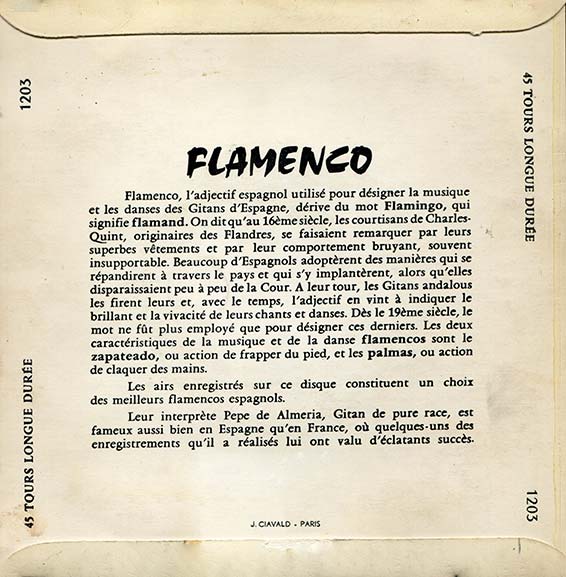 1203
45 TOURS LONGUE DURÉE
FLAMENCO
Flamenco, l'adjectif espagnol utilisé pour désigner la musique
et les danses des Gitans d'Espagne, dérive du mot Flamingo, qui
signifie flamand. On dit qu'au 16ème siècle, les courtisans de Charles-
Quint, originaires des Flandres, se faisaient remarquer par leurs
superbes vêtements et par leur comportement bruyant, souvent
insupportable. Beaucoup d'Espagnols adoptèrent des manières qui se
répandirent à travers le pays et qui s'y implantèrent, alors qu'elles
disparaissaient peu à peu de la Cour. A leur tour, les Gitans andalous
les firent leurs et, avec le temps, l'adjectif en vint à indiquer le
brillant et la vivacité de leurs chants et danses. Dès le 19ème siècle, le
mot ne fût plus employé que pour désigner ces derniers. Les deux
caractéristiques de la musique et de la danse flamencos sont le
zapateado, ou action de frapper du pied, et les palmas, ou action
de claquer des mains.
Les airs enregistrés sur ce disque constituent un choix
des meilleurs flamencos espagnols.
Leur interprète Pepe de Almeria, Gitan de pure race, est
fameux aussi bien en Espagne qu'en France, où quelques-uns des
enregistrements qu'il a réalisés lui ont valu d'éclatants succès.
45 TOURS LONGUE DURÉE
1203
J. CIAVALD - PARIS